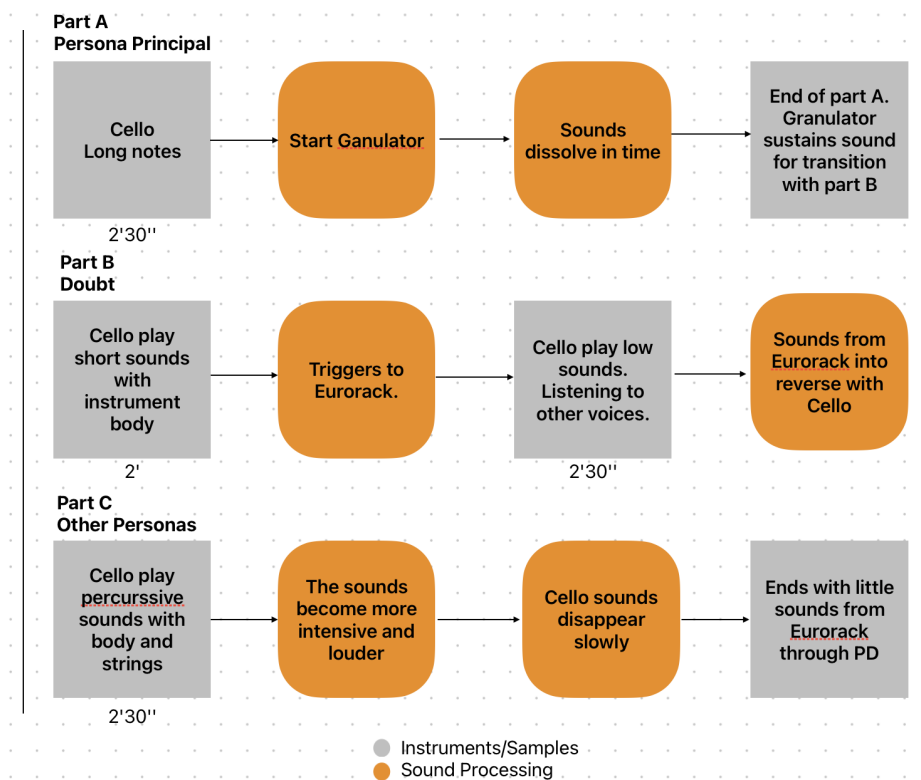 Part A
Persona Principal
Cello
Long notes
2'30''
Start Ganulator
Sounds
dissolve in time
End of part A.
Granulator
sustains sound
for transition
with part B
Part B
Doubt
Cello play
short sounds
with
instrument
body
2'
Triggers to
Eurorack.
Cello play low
sounds.
Listening to
other voices.
2'30''
Sounds from
Eurorack into
reverse with
Cello
Part C
Other Personas
Cello play
percurssive
sounds with
body and
strings
2'30''
The sounds
become more
intensive and
louder
Cello sounds
disappear
slowly
Ends with little
sounds from
Eurorack
through PD
Instruments/Samples
Sound Processing